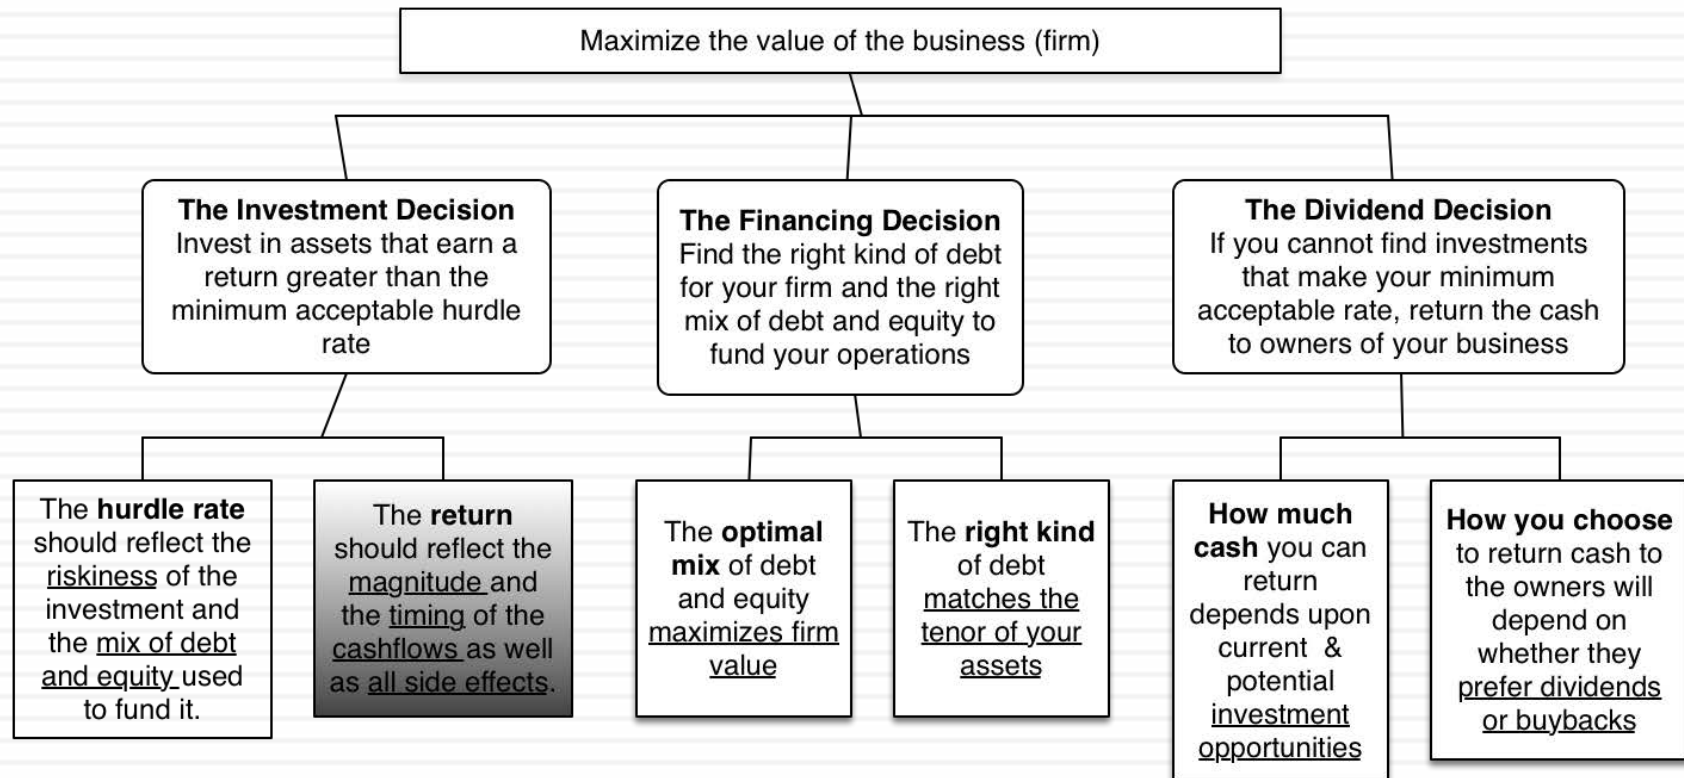 Maximize the value of the business (firm)
The Investment Decision
Invest in assets that earn a
return greater than the
minimum acceptable hurdle
rate
The Financing Decision
Find the right kind of debt
for your firm and the right
mix of debt and equity to
fund your operations
The Dividend Decision
If you cannot find investments
that make your minimum
acceptable rate, return the cash
to owners of your business
The hurdle rate
should reflect the
riskiness of the
investment and
the mix of debt
and equity used
to fund it.
The return
should reflect the
magnitude and
the timing of the
cashflows as well
as all side effects.
The optimal
mix of debt
and equity
maximizes firm
value
The right kind
of debt
matches the
tenor of your
assets
How much
cash you can
return
depends upon
current &
potential
investment
opportunities
How you choose
to return cash to
the owners will
depend on
whether they
prefer dividends
or buybacks